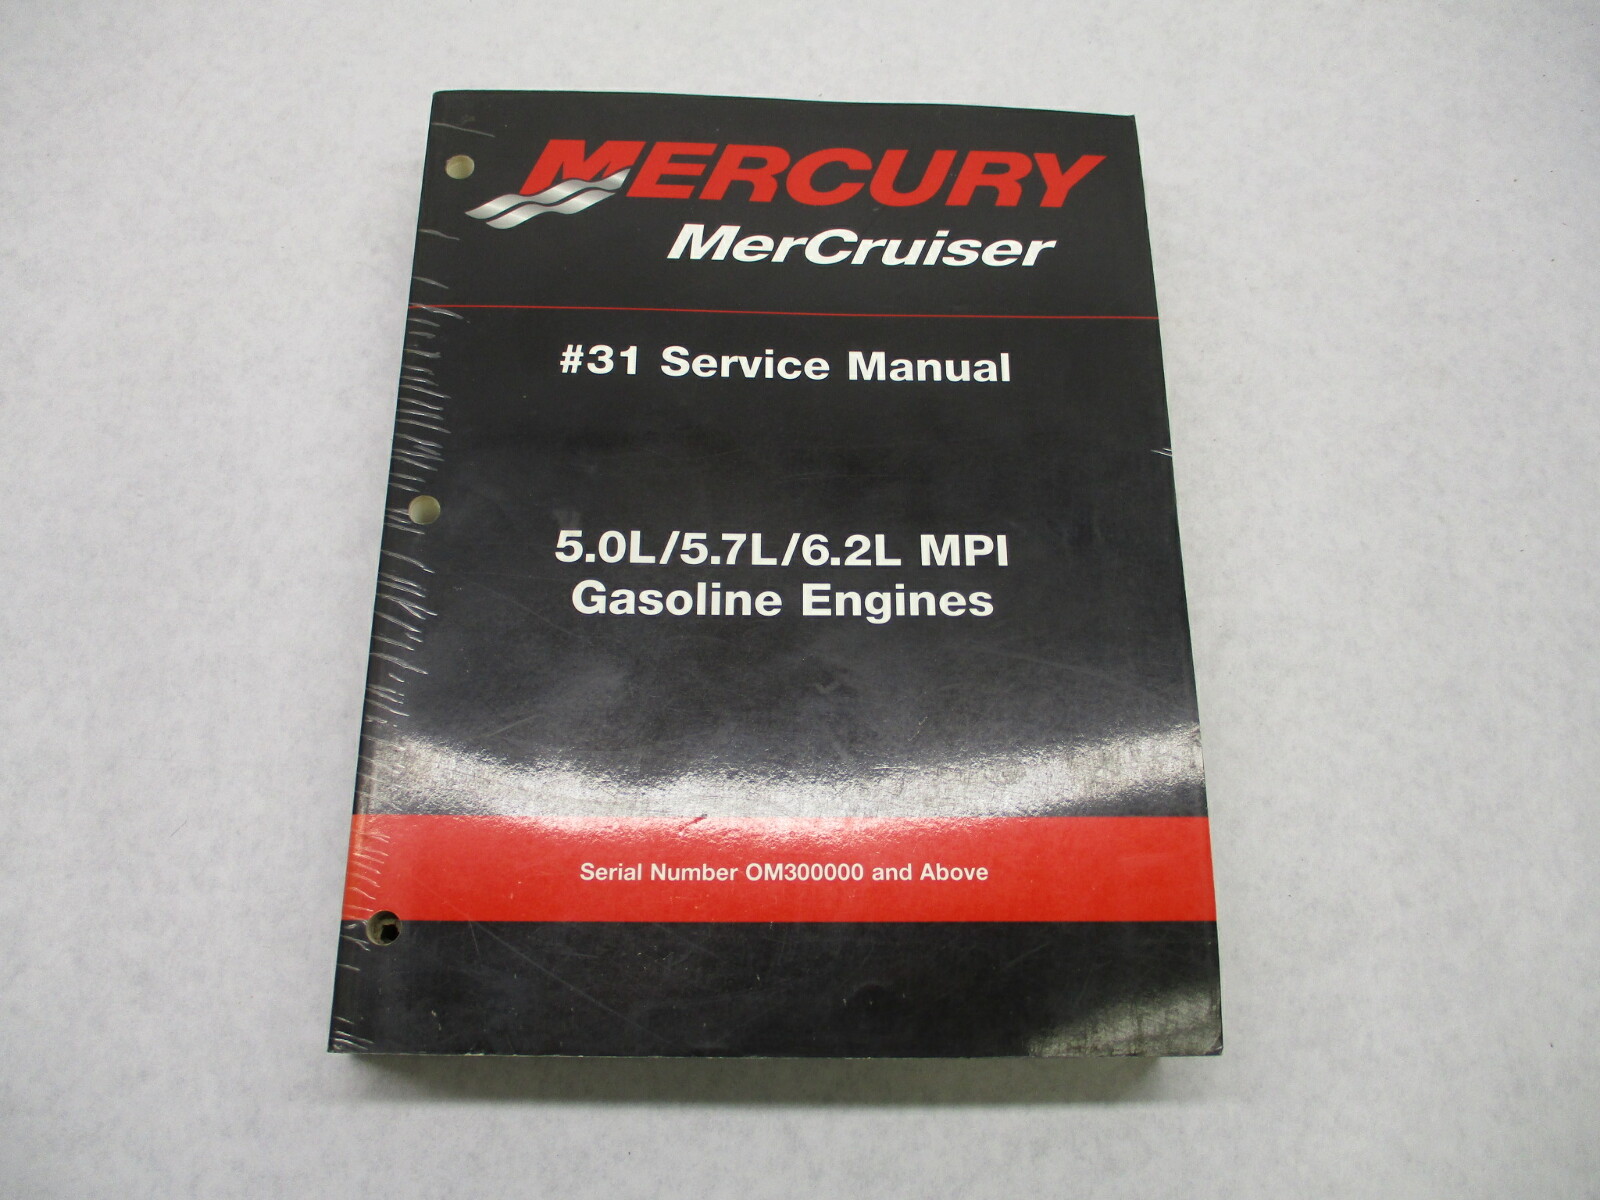 MERCURY
MerCruiser
#31 Service Manual
5.0L/5.7L/6.2L MPI
Gasoline Engines
Serial Number OM300000 and Above